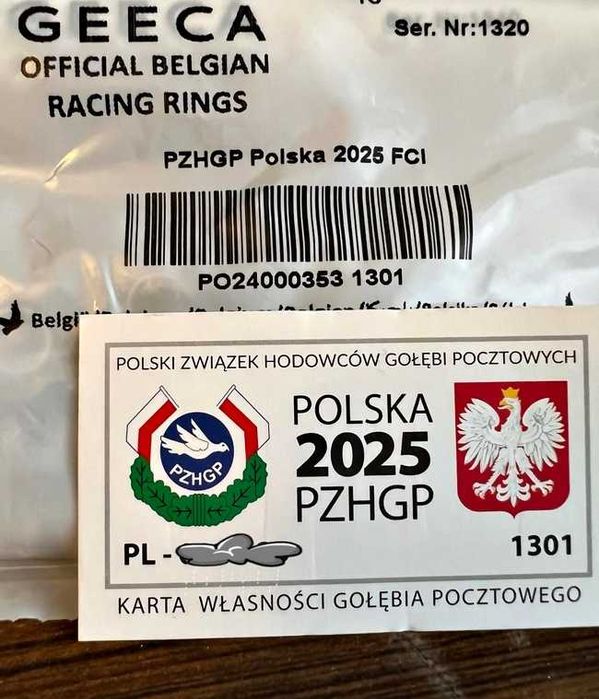 GEECA
Ser. Nr:1320
OFFICIAL BELGIAN
RACING RINGS
PZHGP Polska 2025 FCI
PO24000353 1301
POLSKI ZWIĄZEK HODOWCÓW GOŁĘBI POCZTOWYCH
PZHGP
POLSKA
2025
PZHGP
PL -
1301
KARTA WŁASNOŚCI GOŁĘBIA POCZTOWEGO